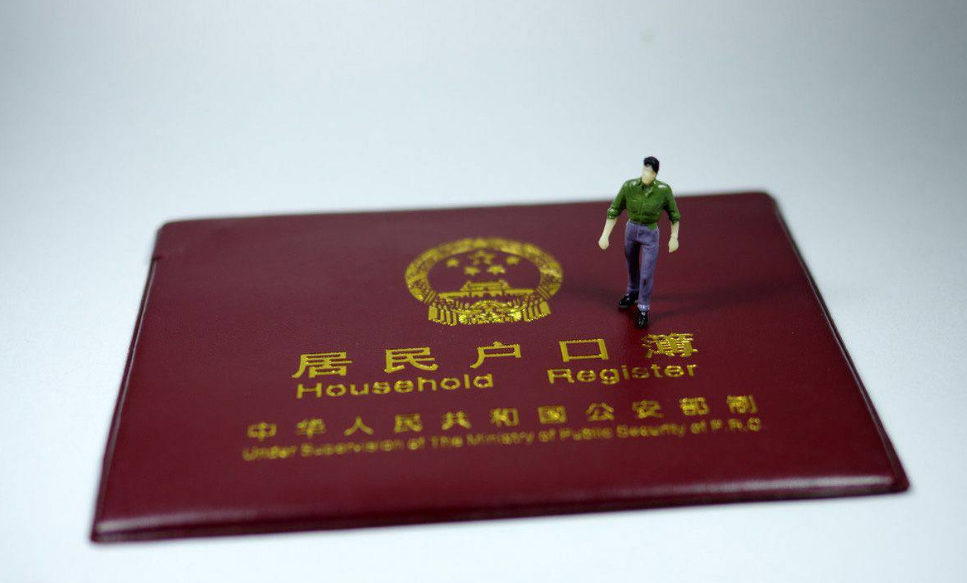 居民户口簿
Household Register
中华人民共和国公安部制
Under Supervision of The Ministry of Public Security of P.R.C.